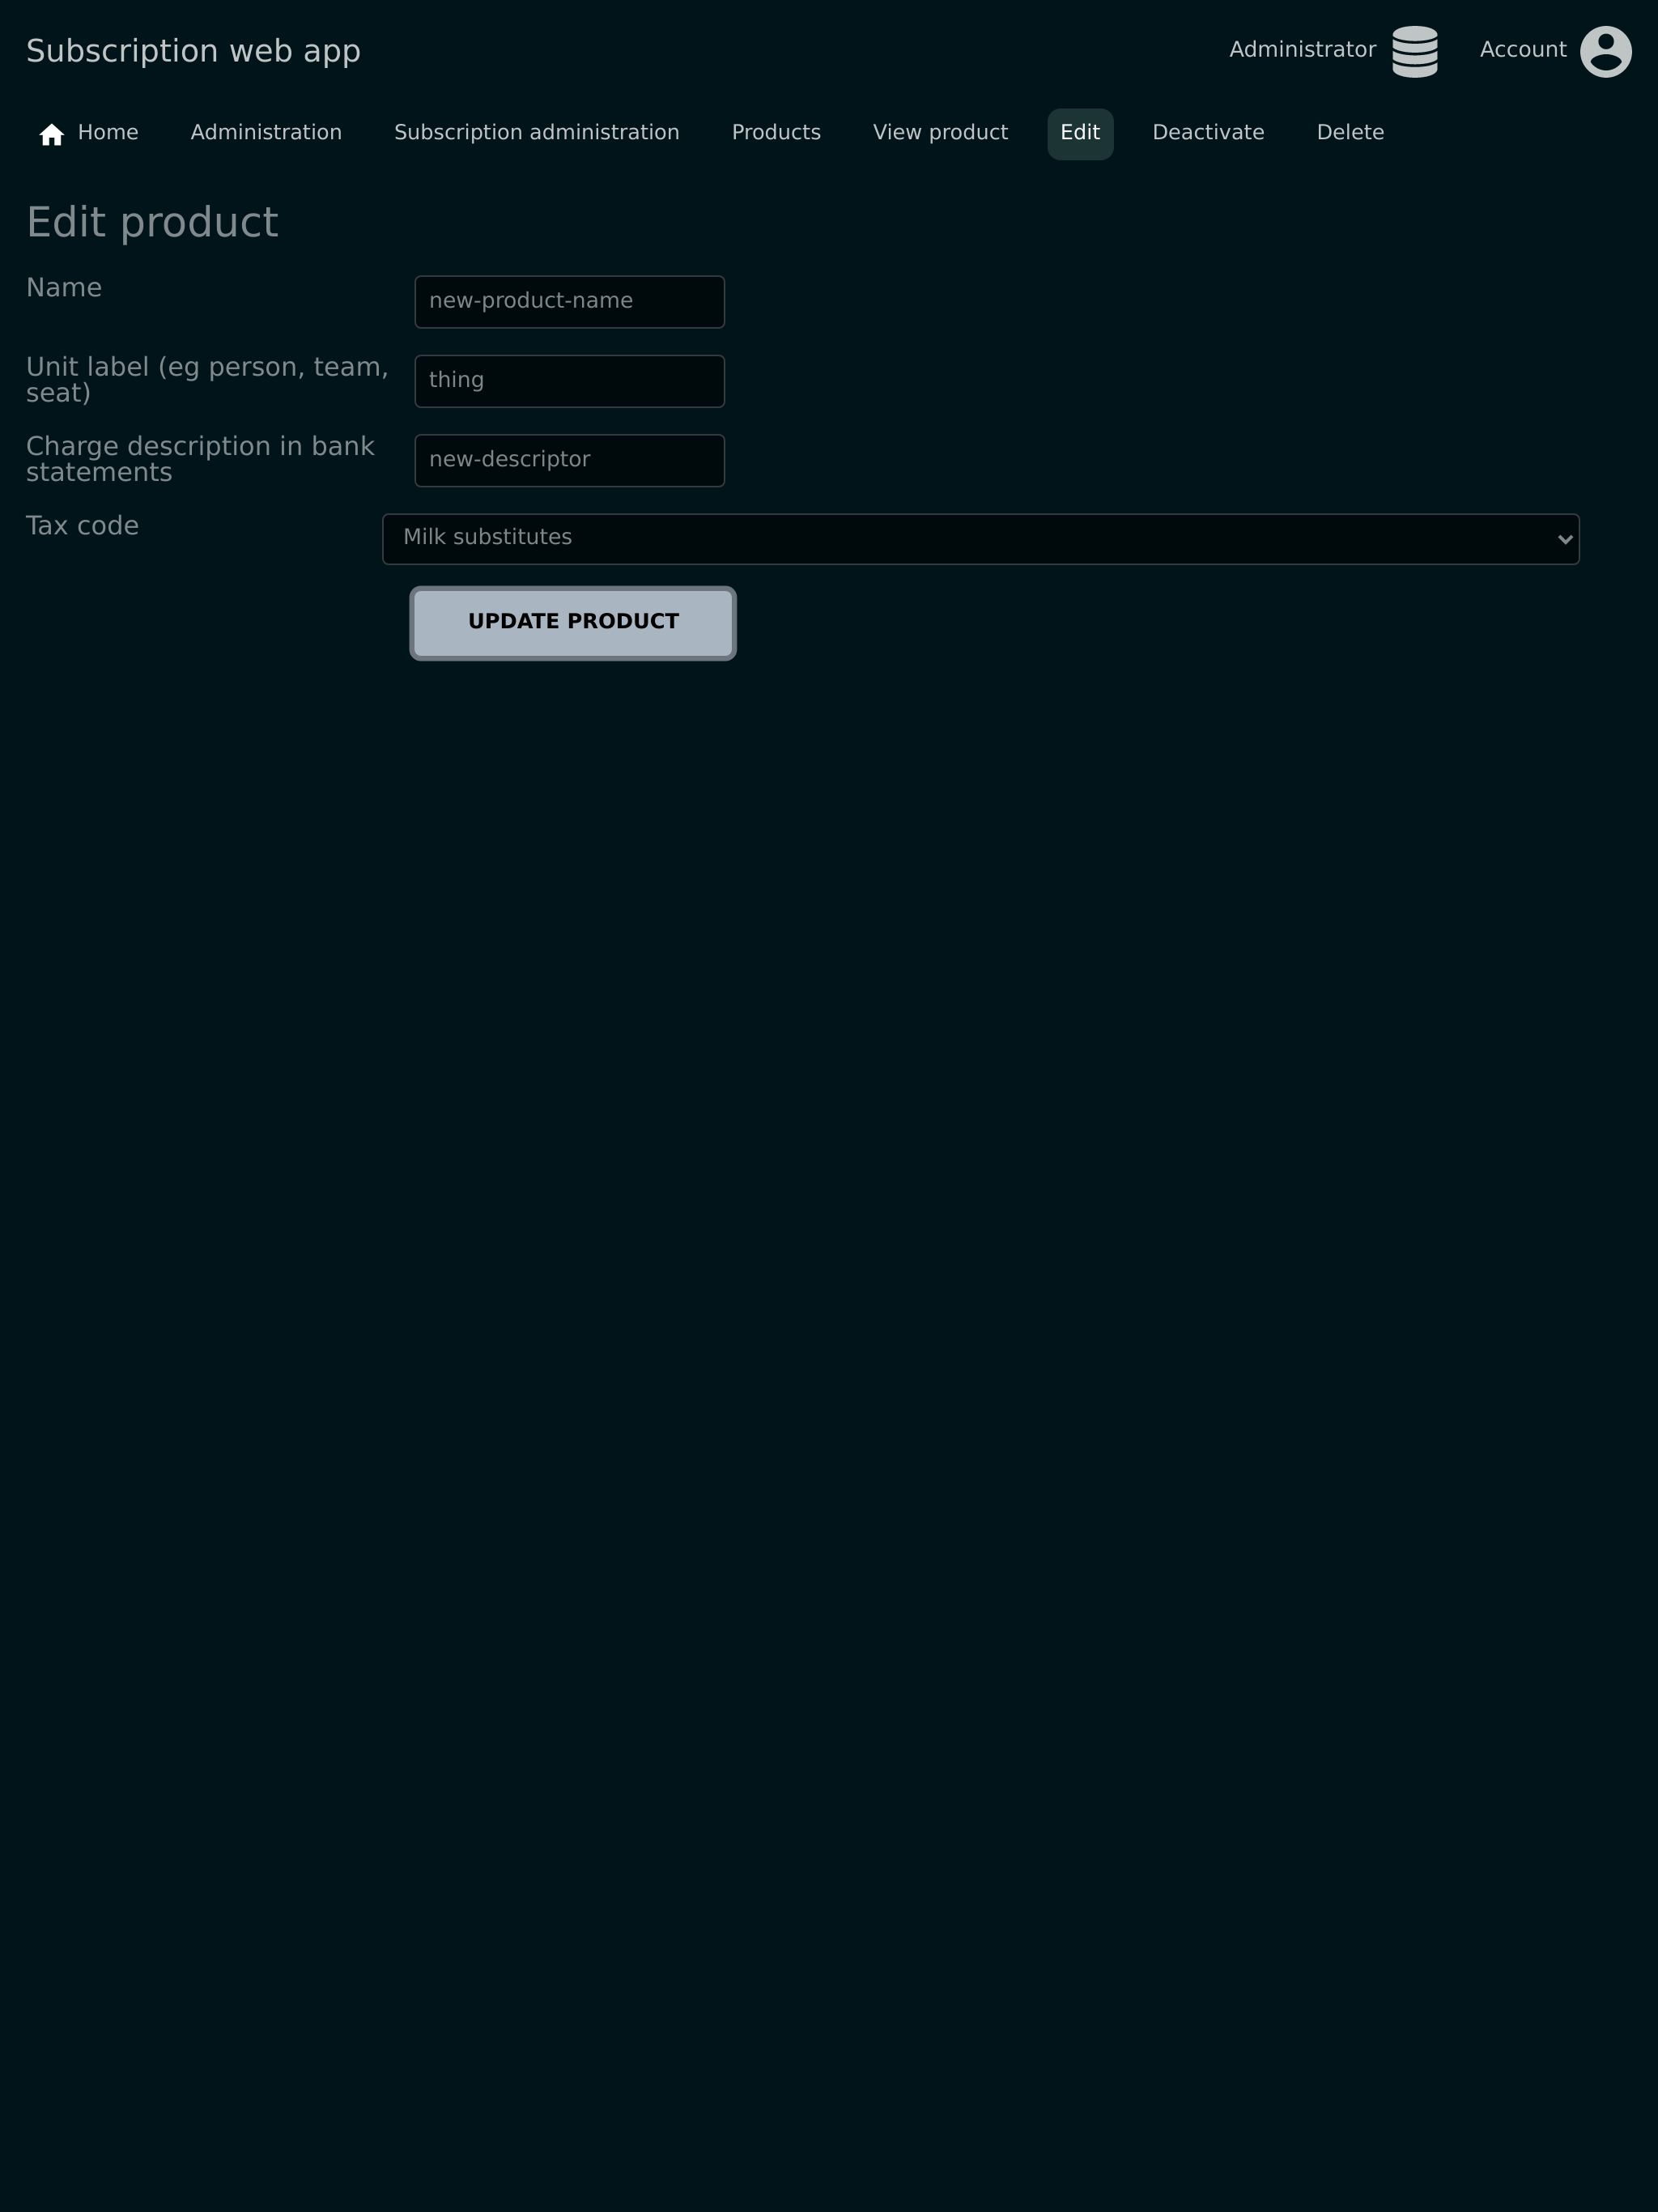 Subscription web app
Administrator
Account
Home
Administration
Subscription administration
Products
View product
Edit
Deactivate
Delete
Edit product
Name
new-product-name
Unit label (eg person, team,
seat)
thing
Charge description in bank
statements
new-descriptor
Tax code
Milk substitutes
UPDATE PRODUCT